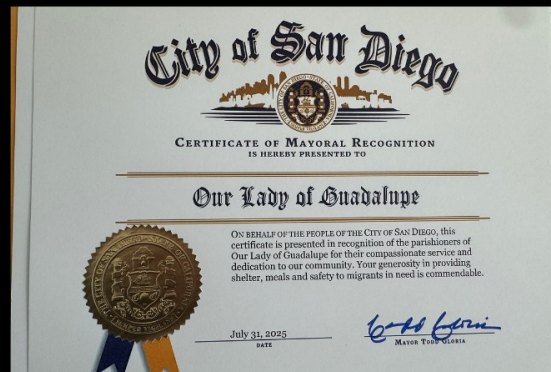 City of San Diego
CERTIFICATE OF MAYORAL RECOGNITION
IS HEREBY PRESENTED TO
Our Lady of Guadalupe
ON BEHALF OF THE PEOPLE OF THE CITY OF SAN DIEGO, this
certificate is presented in recognition of the parishioners of
Our Lady of Guadalupe for their compassionate service and
dedication to our community. Your generosity in providing
shelter, meals and safety to migrants in need is commendable.
July 31, 2025
DATE
MAYOR TODD GLORIA